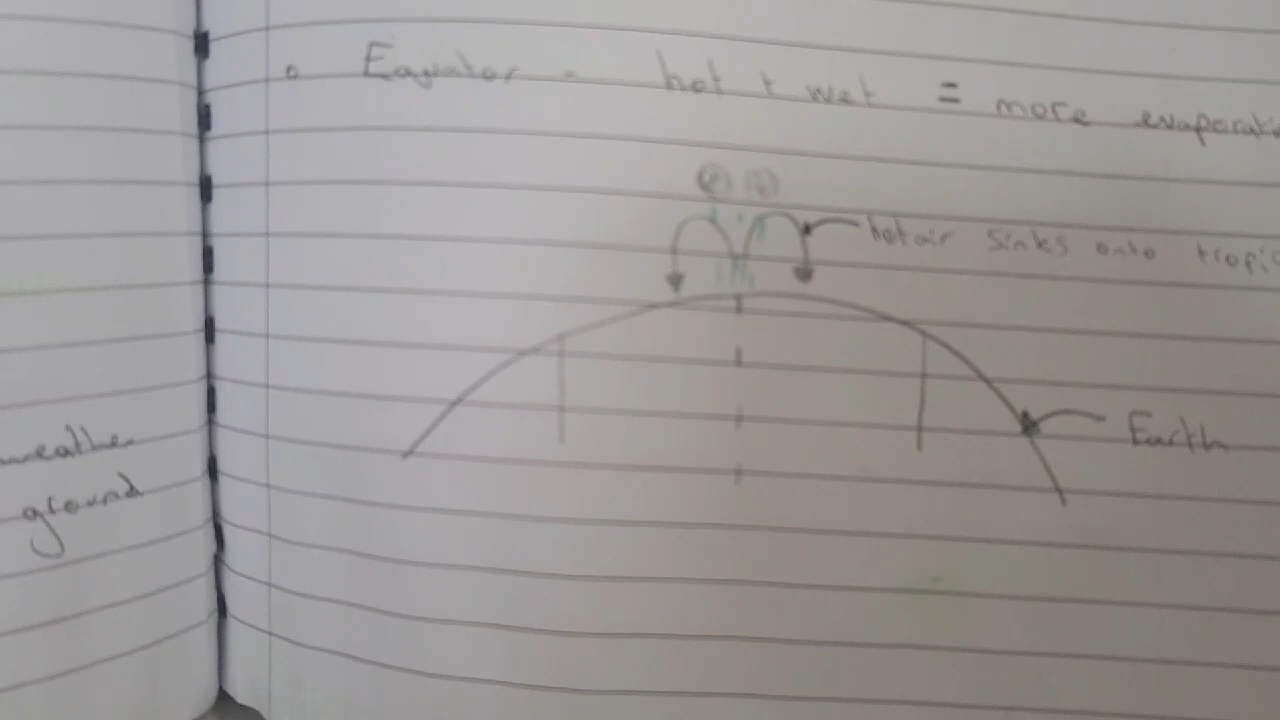 Equator - hot + wet = more evaporati
hot air sinks onto tropic
Earth
weathe
ground